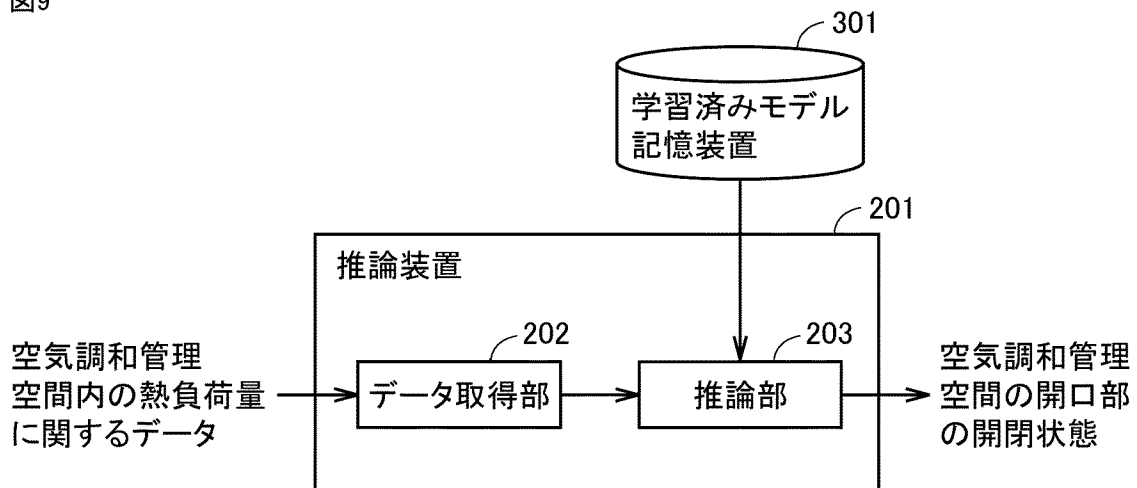 図9
301
学習済みモデル
記憶装置
201
推論装置
202
203
空気調和管理
空間内の熱負荷量
に関するデータ
データ取得部
推論部
空気調和管理
空間の開口部
の開閉状態